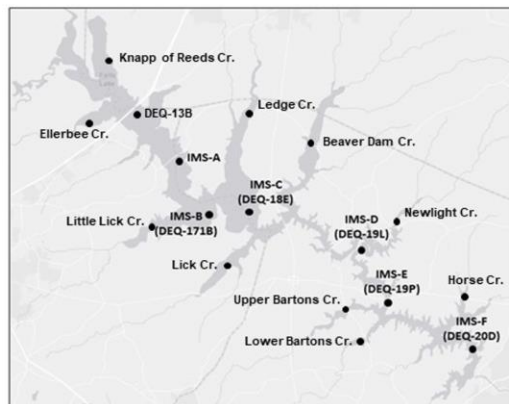 Knapp of Reeds Cr.
DEQ-13B
Ledge Cr.
Ellerbee Cr.
Beaver Dam Cr.
IMS-A
IMS-C
(DEQ-18E)
IMS-B
(DEQ-171B)
Little Lick Cr.
IMS-D
(DEQ-19L)
Newlight Cr.
Lick Cr.
IMS-E
(DEQ-19P)
Horse Cr.
Upper Bartons Cr.
Lower Bartons Cr.
IMS-F
(DEQ-20D)